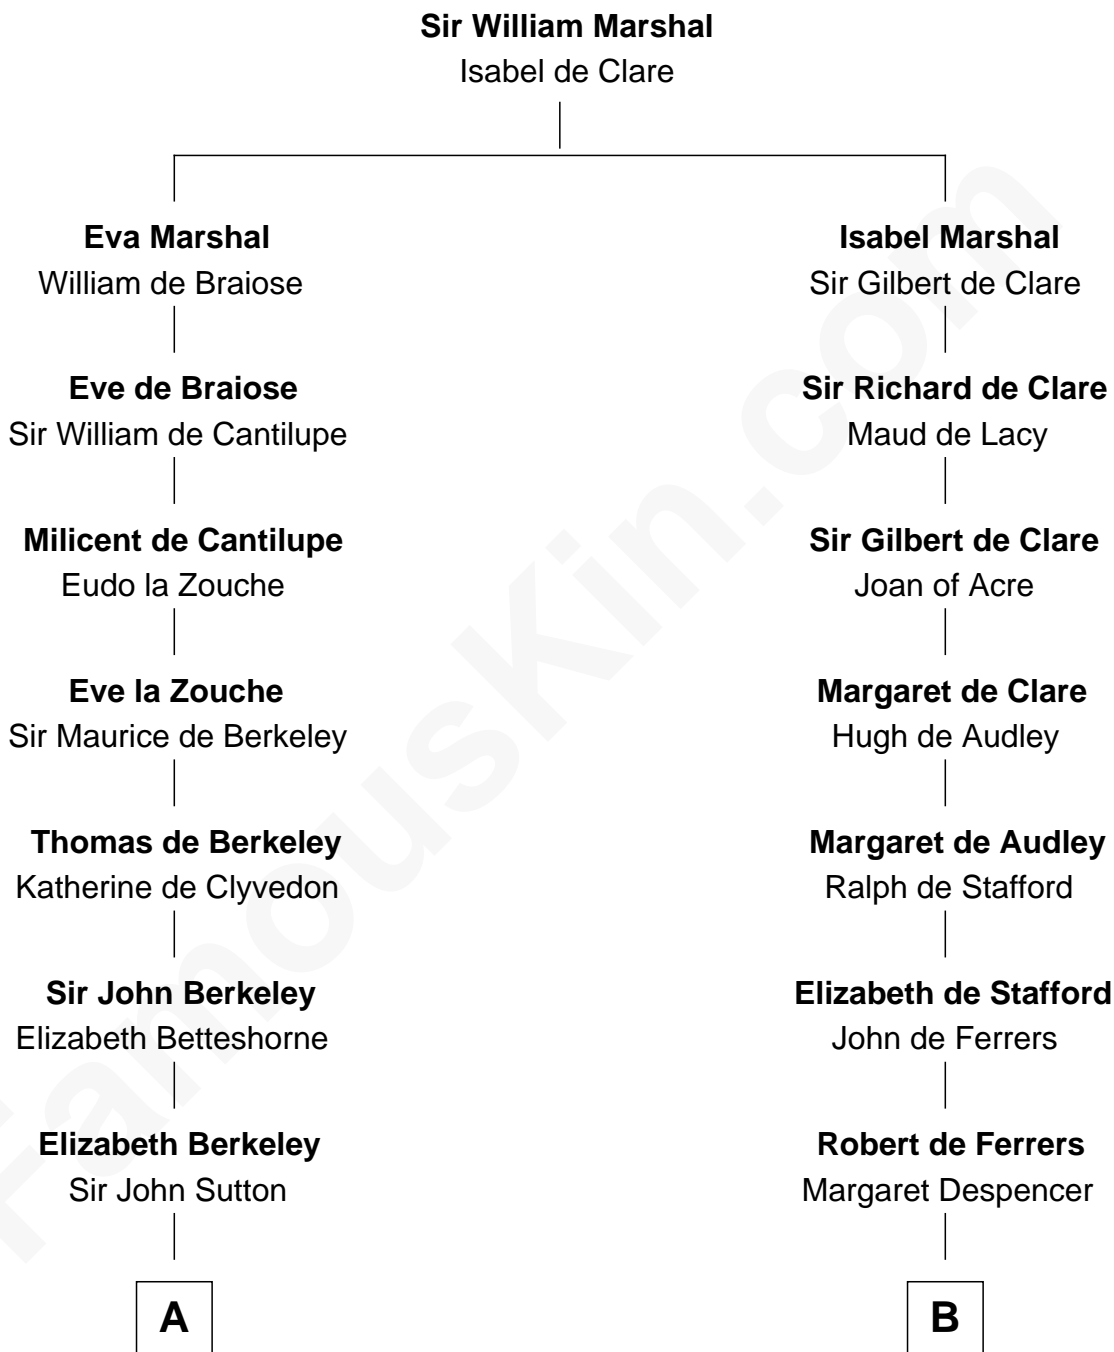 Sir William Marshal
Isabel de Clare
Eva Marshal
William de Braiose
Isabel Marshal
Sir Gilbert de Clare
Eve de Braiose
Sir William de Cantilupe
Sir Richard de Clare
Maud de Lacy
Milicent de Cantilupe
Eudo la Zouche
Sir Gilbert de Clare
Joan of Acre
Eve la Zouche
Sir Maurice de Berkeley
Margaret de Clare
Hugh de Audley
Thomas de Berkeley
Katherine de Clyvedon
Margaret de Audley
Ralph de Stafford
Sir John Berkeley
Elizabeth Betteshorne
Elizabeth de Stafford
John de Ferrers
Elizabeth Berkeley
Sir John Sutton
Robert de Ferrers
Margaret Despencer
A
B
FamousKin.com